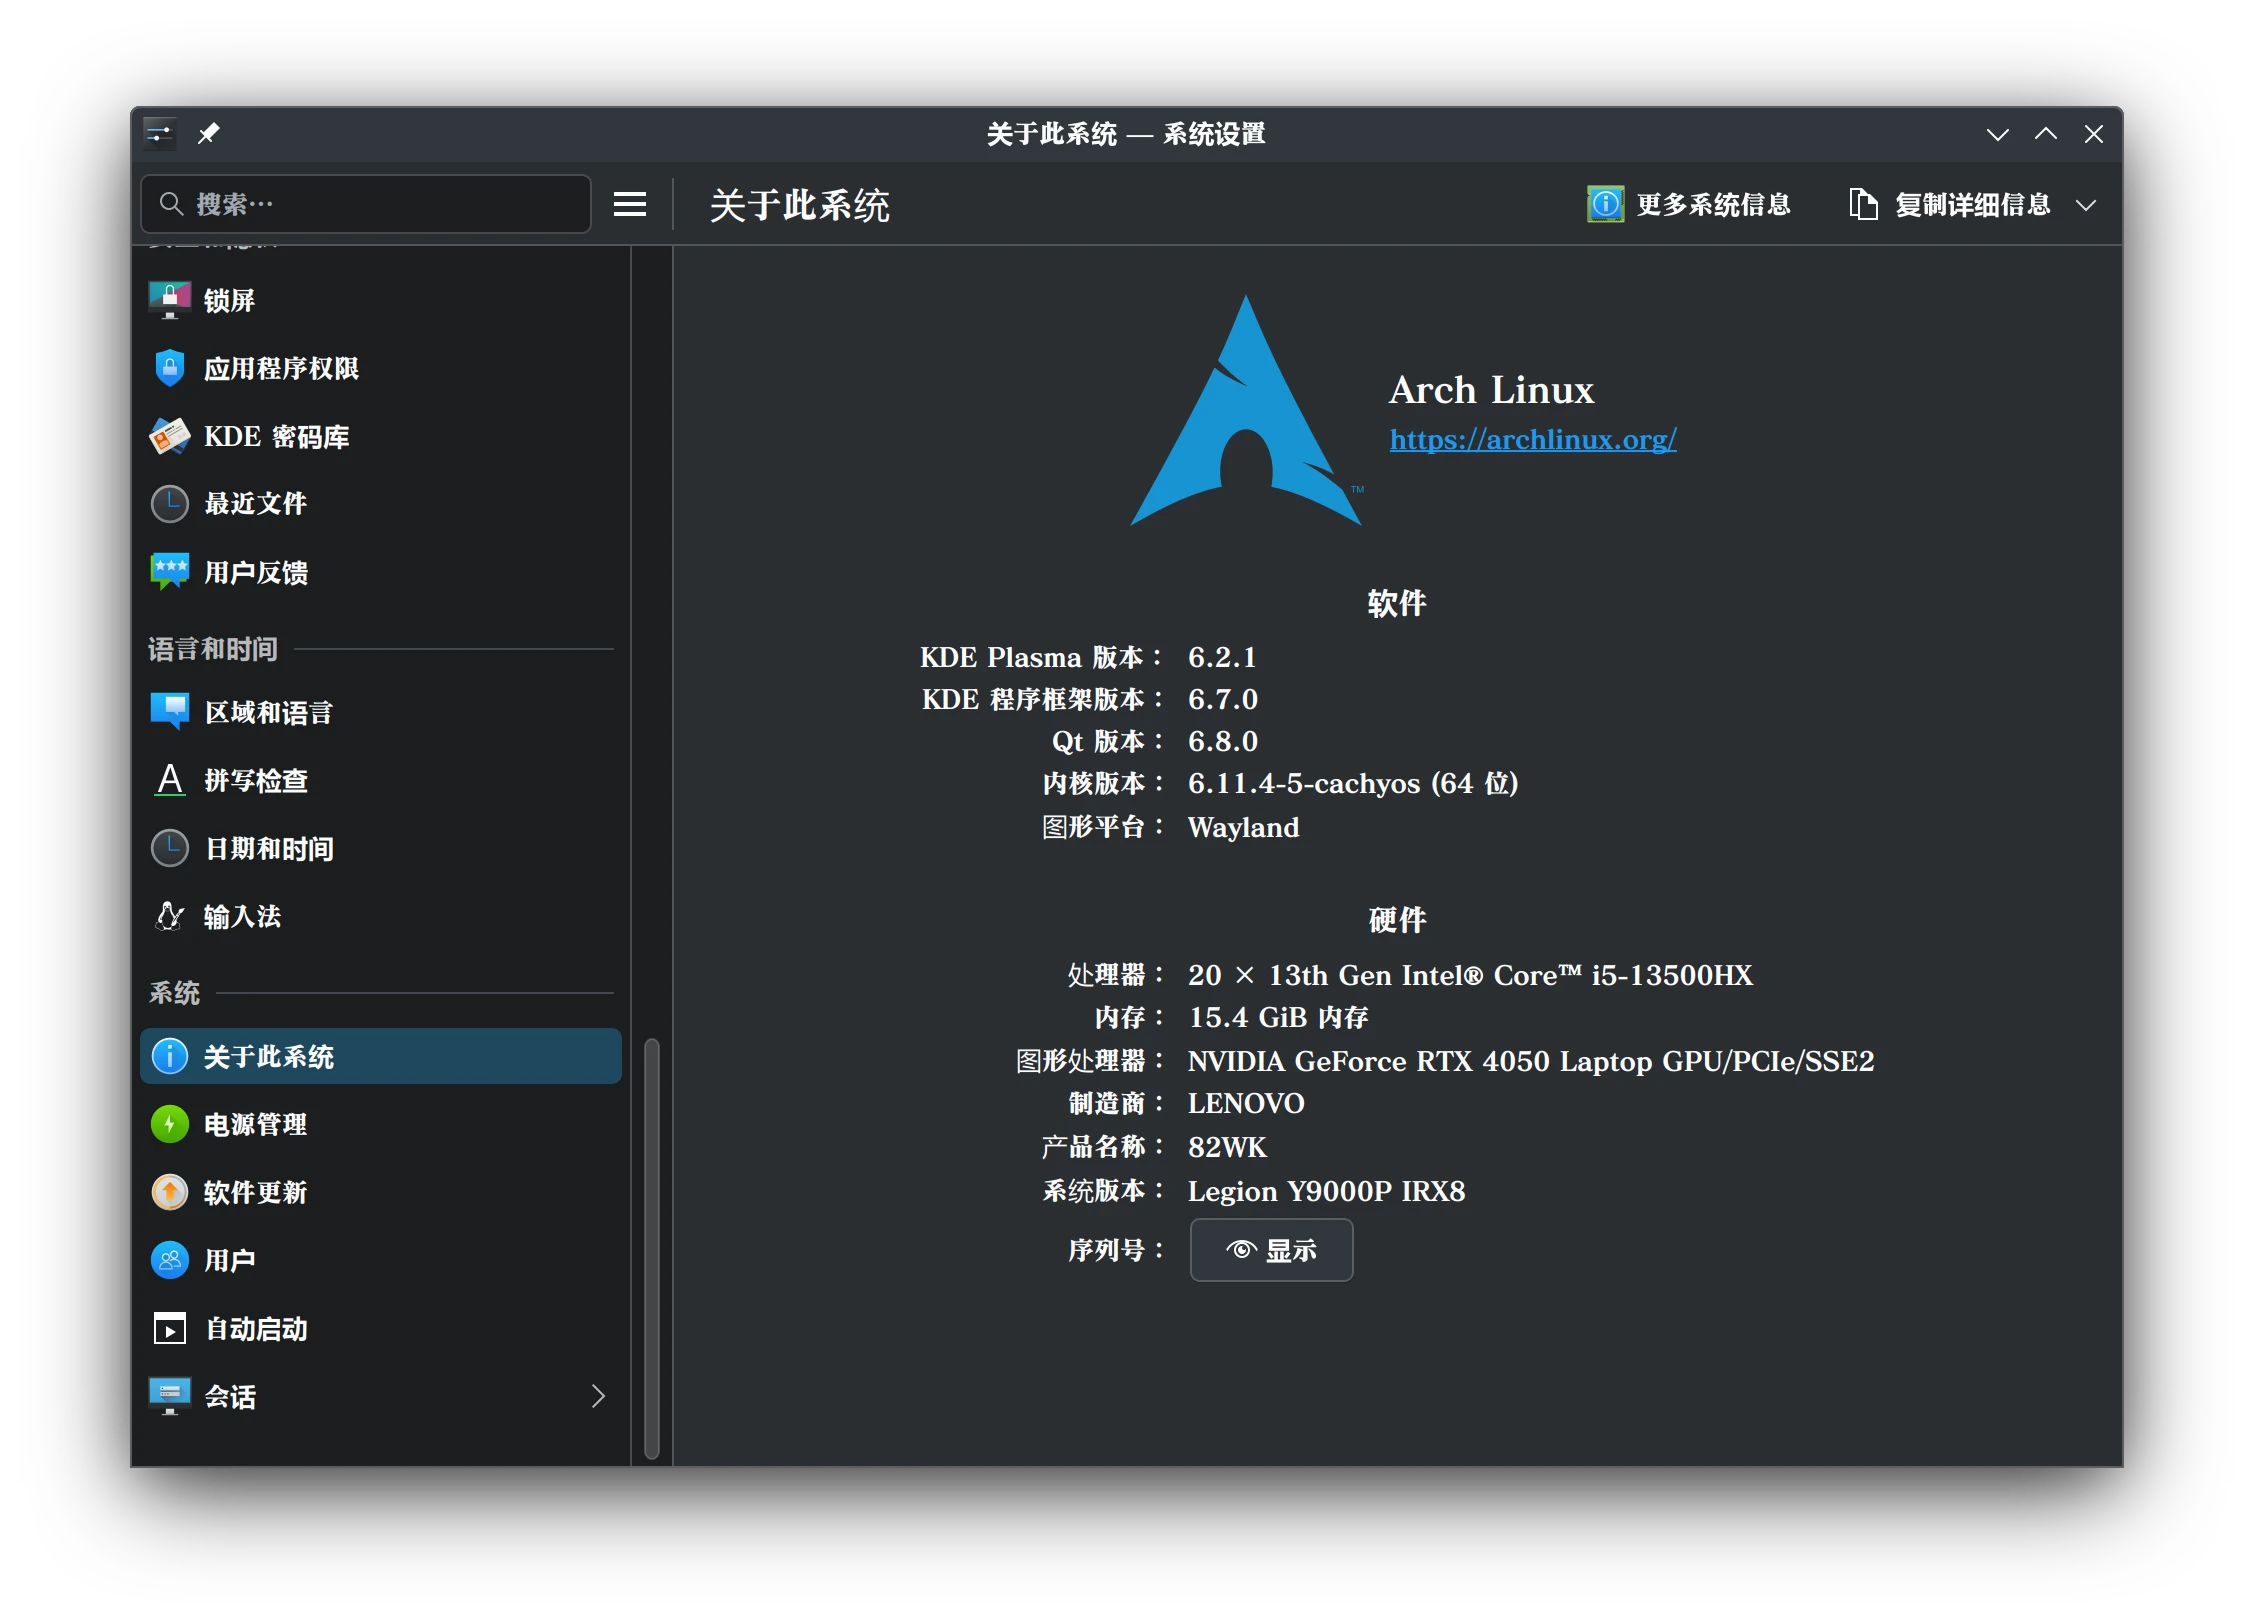 关于此系统 — 系统设置
搜索…
关于此系统
更多系统信息
复制详细信息
锁屏
应用程序权限
KDE 密码库
最近文件
用户反馈
语言和时间
区域和语言
拼写检查
日期和时间
输入法
系统
关于此系统
电源管理
软件更新
用户
自动启动
会话
TM
Arch Linux
https://archlinux.org/
软件
KDE Plasma 版本： 6.2.1
KDE 程序框架版本： 6.7.0
Qt 版本： 6.8.0
内核版本： 6.11.4-5-cachyos (64 位)
图形平台： Wayland
硬件
处理器： 20 × 13th Gen Intel® Core™ i5-13500HX
内存： 15.4 GiB 内存
图形处理器： NVIDIA GeForce RTX 4050 Laptop GPU/PCIe/SSE2
制造商： LENOVO
产品名称： 82WK
系统版本： Legion Y9000P IRX8
序列号： 显示